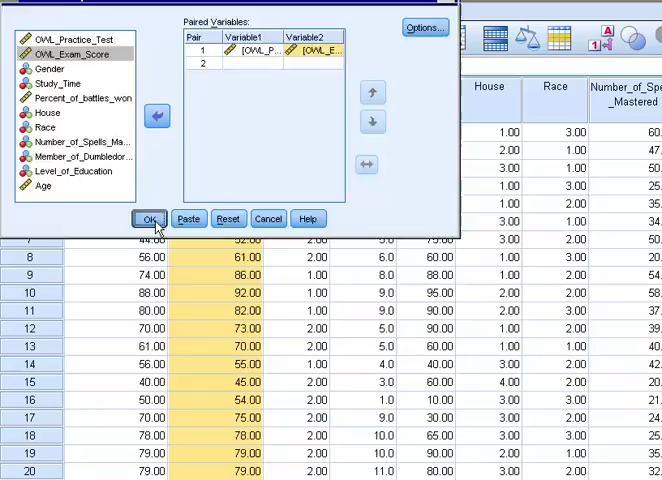 Paired Variables:
Options...
Pair Variable1 Variable2
1 [OWL_P... [OWL_E...
2
OWL_Practice_Test
OWL_Exam_Score
Gender
Study_Time
Percent_of_battles_won
House
Race
Number_of_Spells_Ma...
Member_of_Dumbledor...
Level_of_Education
Age
OK Paste Reset Cancel Help
House Race Number_of_Spe
_Mastered
1.00 3.00 60.
2.00 1.00 47.
3.00 1.00 50.
1.00 3.00 25.
1.00 2.00 35.
3.00 1.00 34.
7 44.00 52.00 2.00 5.0 75.00 3.00 2.00 50.
8 56.00 61.00 2.00 6.0 60.00 1.00 3.00 20.
9 74.00 86.00 1.00 8.0 88.00 1.00 2.00 54.
10 88.00 92.00 1.00 9.0 95.00 2.00 2.00 58.
11 80.00 82.00 1.00 9.0 90.00 2.00 3.00 37.
12 70.00 73.00 2.00 5.0 90.00 1.00 2.00 39.
13 61.00 70.00 2.00 5.0 60.00 1.00 1.00 40.
14 56.00 55.00 1.00 4.0 40.00 3.00 2.00 42.
15 40.00 45.00 2.00 3.0 60.00 4.00 2.00 20.
16 50.00 54.00 2.00 1.0 10.00 3.00 3.00 21.
17 70.00 75.00 2.00 9.0 30.00 3.00 2.00 24.
18 78.00 78.00 2.00 10.0 65.00 3.00 3.00 25.
19 79.00 79.00 2.00 10.0 90.00 2.00 1.00 35.
20 79.00 79.00 2.00 11.0 80.00 3.00 2.00 32.